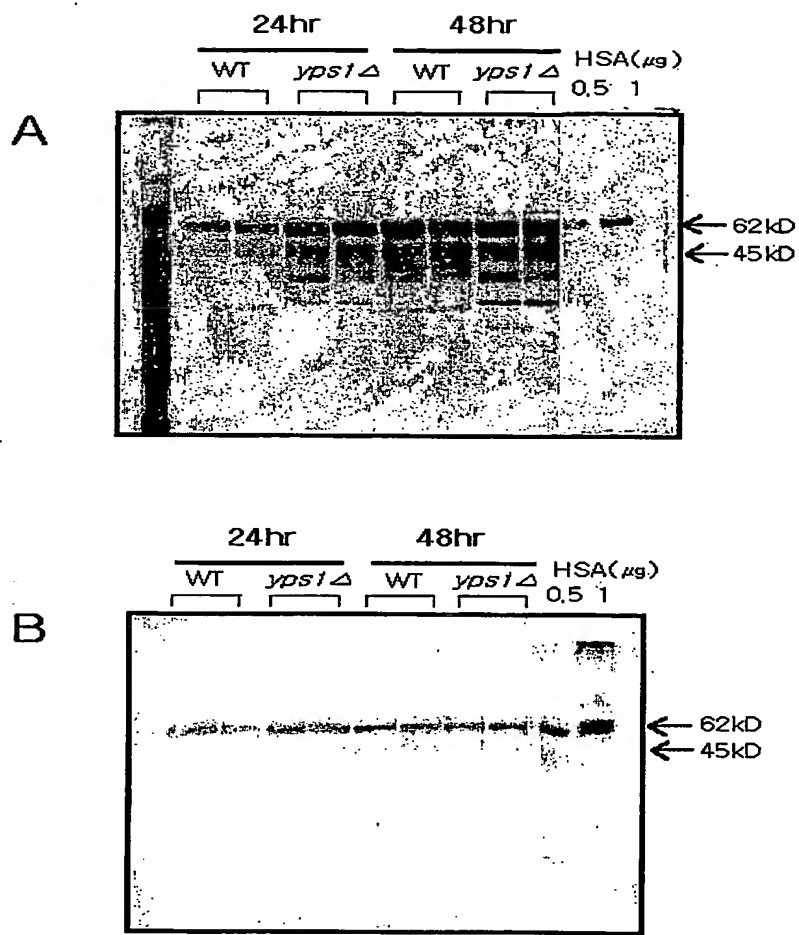 24hr 48hr
WT yps1Δ WT yps1Δ HSA(μg)
0.5 1
A
62kD
45kD
24hr 48hr
WT yps1Δ WT yps1Δ HSA(μg.)
0.5 1
B
62kD
45kD